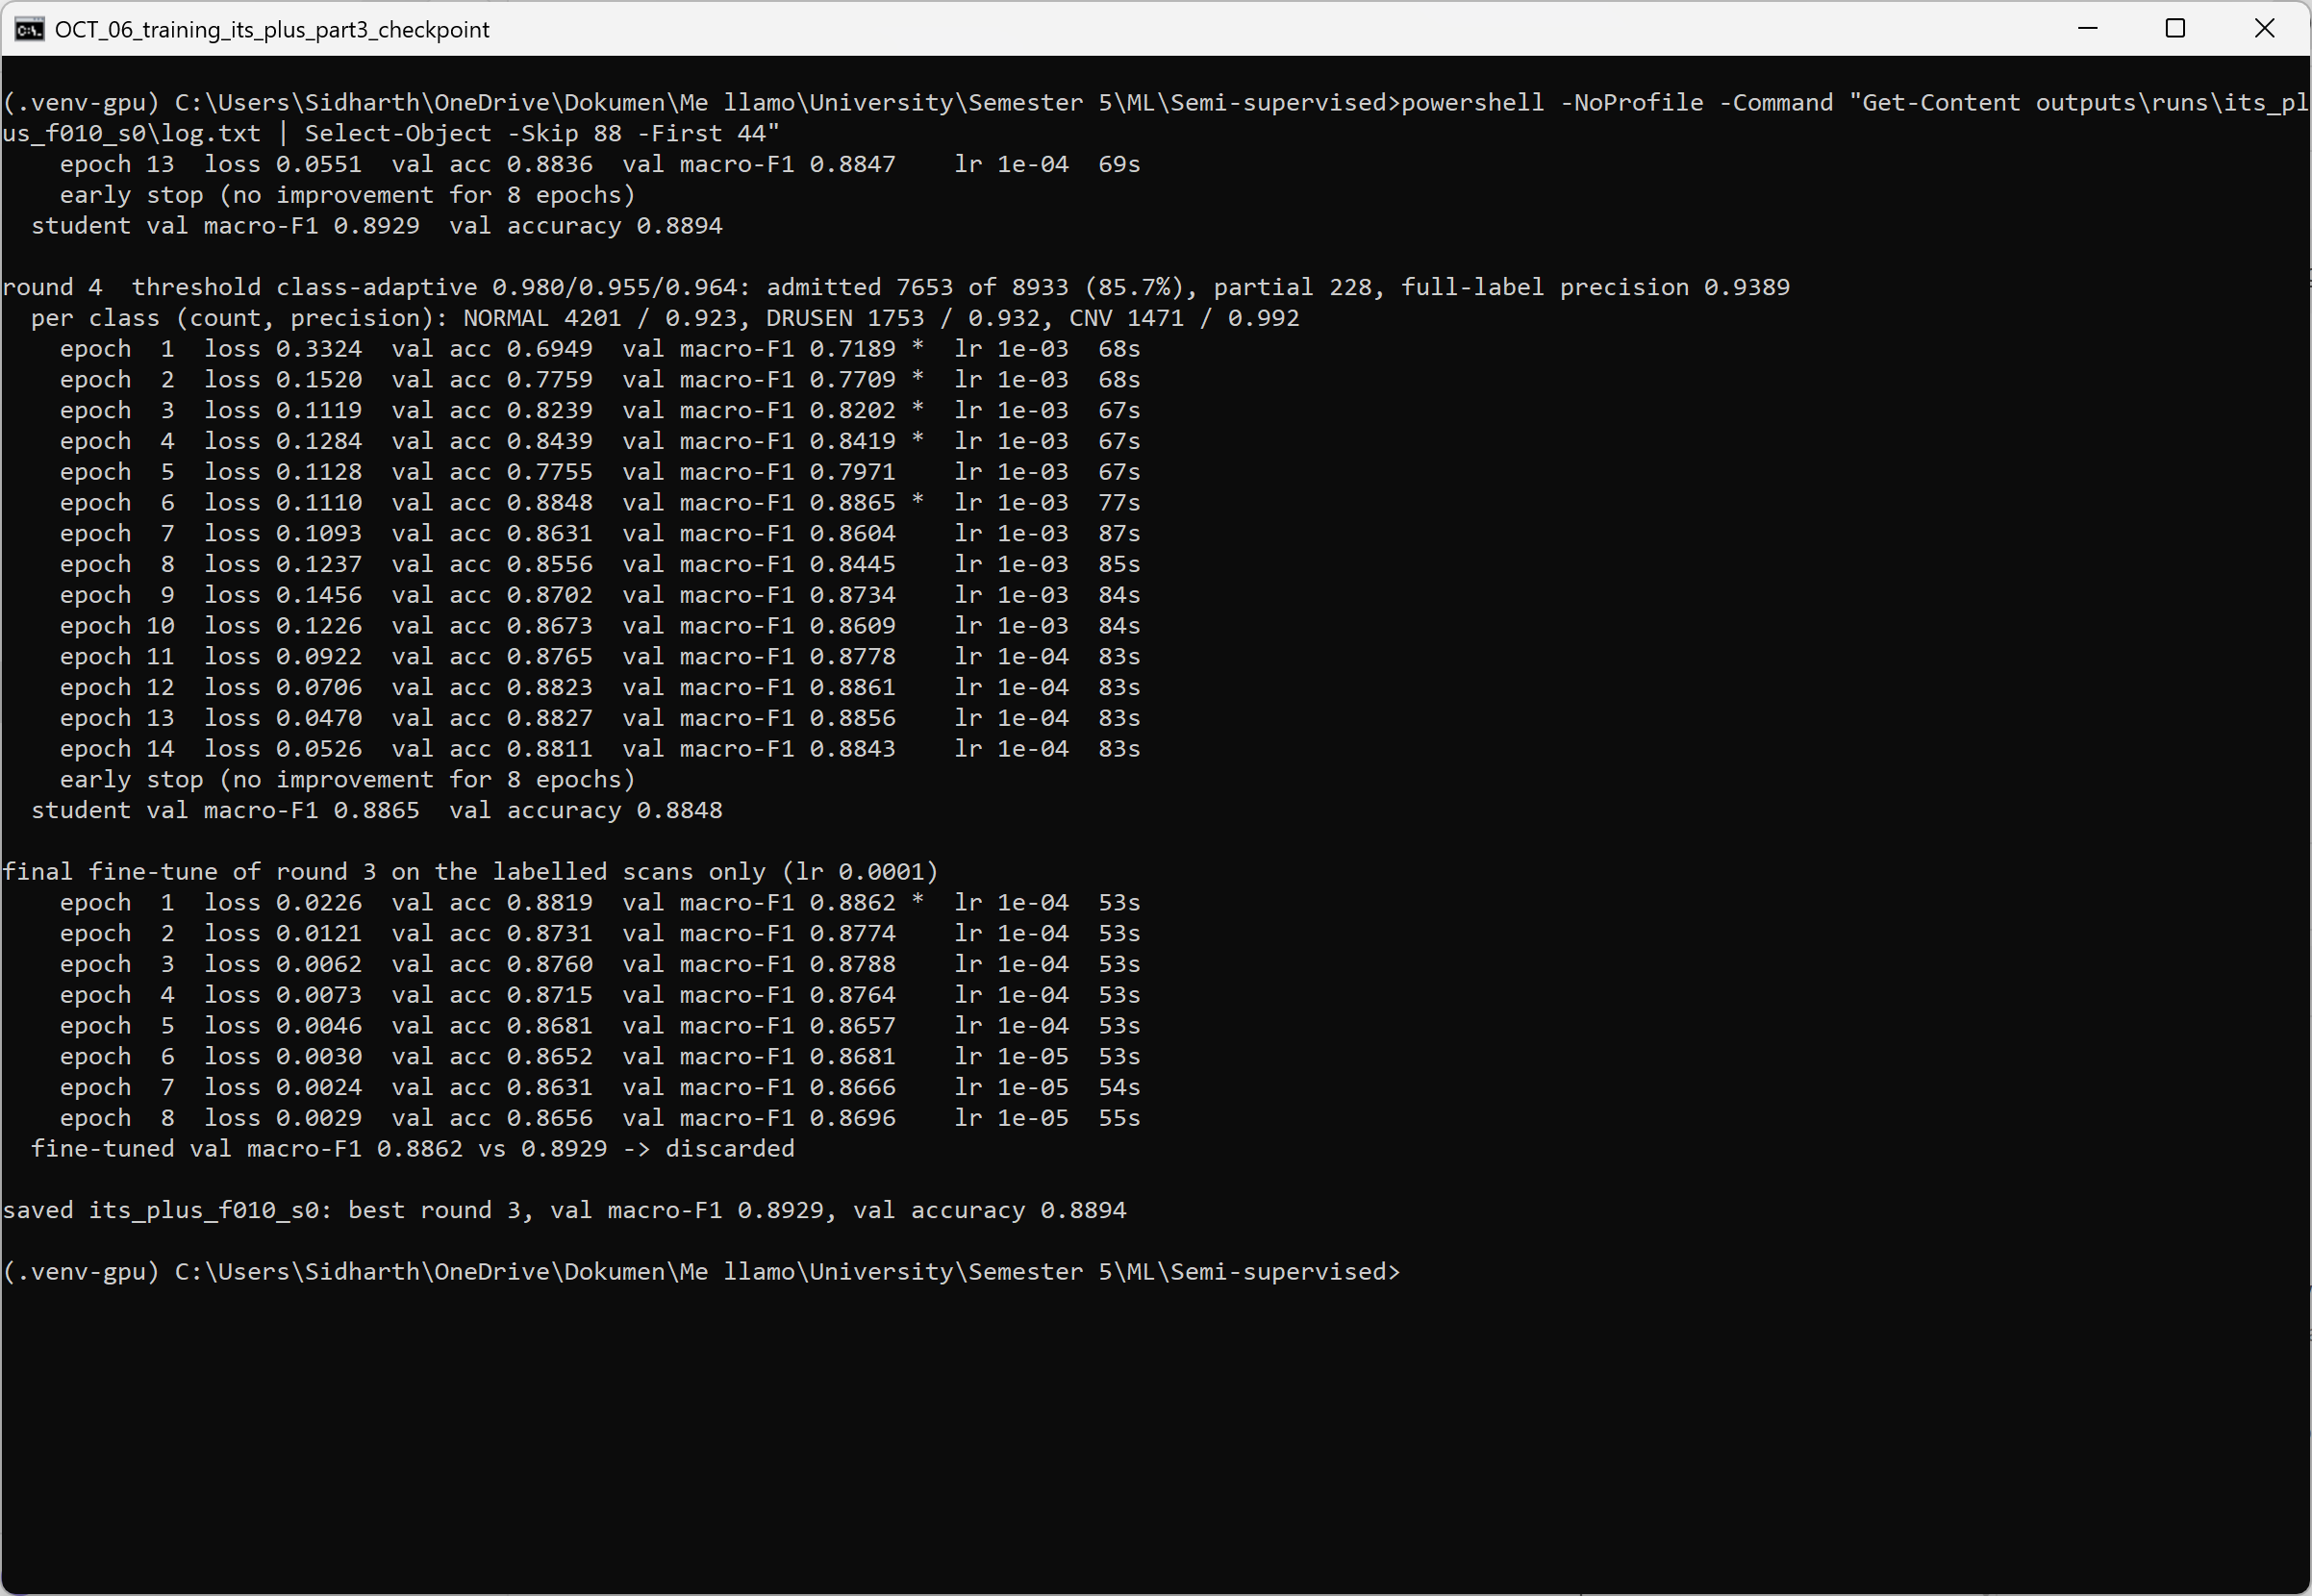 OCT_06_training_its_plus_part3_checkpoint
(.venv-gpu) C:\Users\Sidharth\OneDrive\Dokumen\Me llamo\University\Semester 5\ML\Semi-supervised>powershell -NoProfile -Command "Get-Content outputs\runs\its_pl
us_f010_s0\log.txt | Select-Object -Skip 88 -First 44"
    epoch 13  loss 0.0551  val acc 0.8836  val macro-F1 0.8847    lr 1e-04  69s
    early stop (no improvement for 8 epochs)
  student val macro-F1 0.8929  val accuracy 0.8894
round 4  threshold class-adaptive 0.980/0.955/0.964: admitted 7653 of 8933 (85.7%), partial 228, full-label precision 0.9389
  per class (count, precision): NORMAL 4201 / 0.923, DRUSEN 1753 / 0.932, CNV 1471 / 0.992
    epoch  1  loss 0.3324  val acc 0.6949  val macro-F1 0.7189 *  lr 1e-03  68s
    epoch  2  loss 0.1520  val acc 0.7759  val macro-F1 0.7709 *  lr 1e-03  68s
    epoch  3  loss 0.1119  val acc 0.8239  val macro-F1 0.8202 *  lr 1e-03  67s
    epoch  4  loss 0.1284  val acc 0.8439  val macro-F1 0.8419 *  lr 1e-03  67s
    epoch  5  loss 0.1128  val acc 0.7755  val macro-F1 0.7971    lr 1e-03  67s
    epoch  6  loss 0.1110  val acc 0.8848  val macro-F1 0.8865 *  lr 1e-03  77s
    epoch  7  loss 0.1093  val acc 0.8631  val macro-F1 0.8604    lr 1e-03  87s
    epoch  8  loss 0.1237  val acc 0.8556  val macro-F1 0.8445    lr 1e-03  85s
    epoch  9  loss 0.1456  val acc 0.8702  val macro-F1 0.8734    lr 1e-03  84s
    epoch 10  loss 0.1226  val acc 0.8673  val macro-F1 0.8609    lr 1e-03  84s
    epoch 11  loss 0.0922  val acc 0.8765  val macro-F1 0.8778    lr 1e-04  83s
    epoch 12  loss 0.0706  val acc 0.8823  val macro-F1 0.8861    lr 1e-04  83s
    epoch 13  loss 0.0470  val acc 0.8827  val macro-F1 0.8856    lr 1e-04  83s
    epoch 14  loss 0.0526  val acc 0.8811  val macro-F1 0.8843    lr 1e-04  83s
    early stop (no improvement for 8 epochs)
  student val macro-F1 0.8865  val accuracy 0.8848
final fine-tune of round 3 on the labelled scans only (lr 0.0001)
    epoch  1  loss 0.0226  val acc 0.8819  val macro-F1 0.8862 *  lr 1e-04  53s
    epoch  2  loss 0.0121  val acc 0.8731  val macro-F1 0.8774    lr 1e-04  53s
    epoch  3  loss 0.0062  val acc 0.8760  val macro-F1 0.8788    lr 1e-04  53s
    epoch  4  loss 0.0073  val acc 0.8715  val macro-F1 0.8764    lr 1e-04  53s
    epoch  5  loss 0.0046  val acc 0.8681  val macro-F1 0.8657    lr 1e-04  53s
    epoch  6  loss 0.0030  val acc 0.8652  val macro-F1 0.8681    lr 1e-05  53s
    epoch  7  loss 0.0024  val acc 0.8631  val macro-F1 0.8666    lr 1e-05  54s
    epoch  8  loss 0.0029  val acc 0.8656  val macro-F1 0.8696    lr 1e-05  55s
  fine-tuned val macro-F1 0.8862 vs 0.8929 -> discarded
saved its_plus_f010_s0: best round 3, val macro-F1 0.8929, val accuracy 0.8894
(.venv-gpu) C:\Users\Sidharth\OneDrive\Dokumen\Me llamo\University\Semester 5\ML\Semi-supervised>